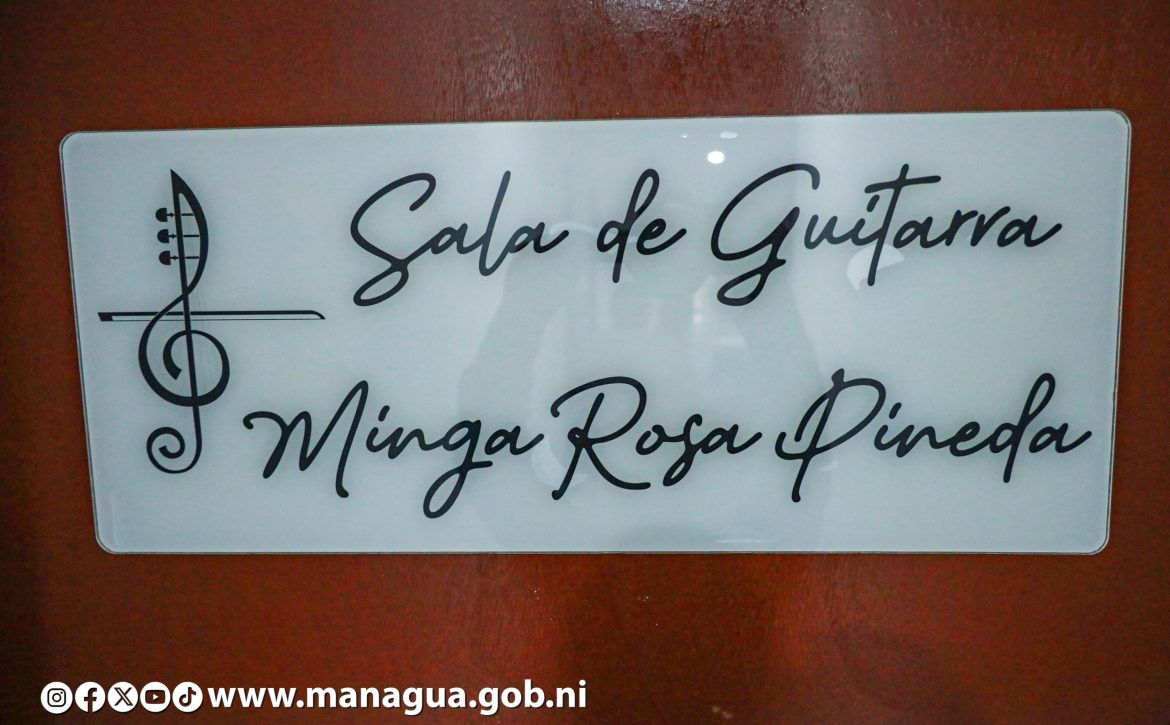 Sala de Guitarra
Minga Rosa Pineda
www.managua.gob.ni